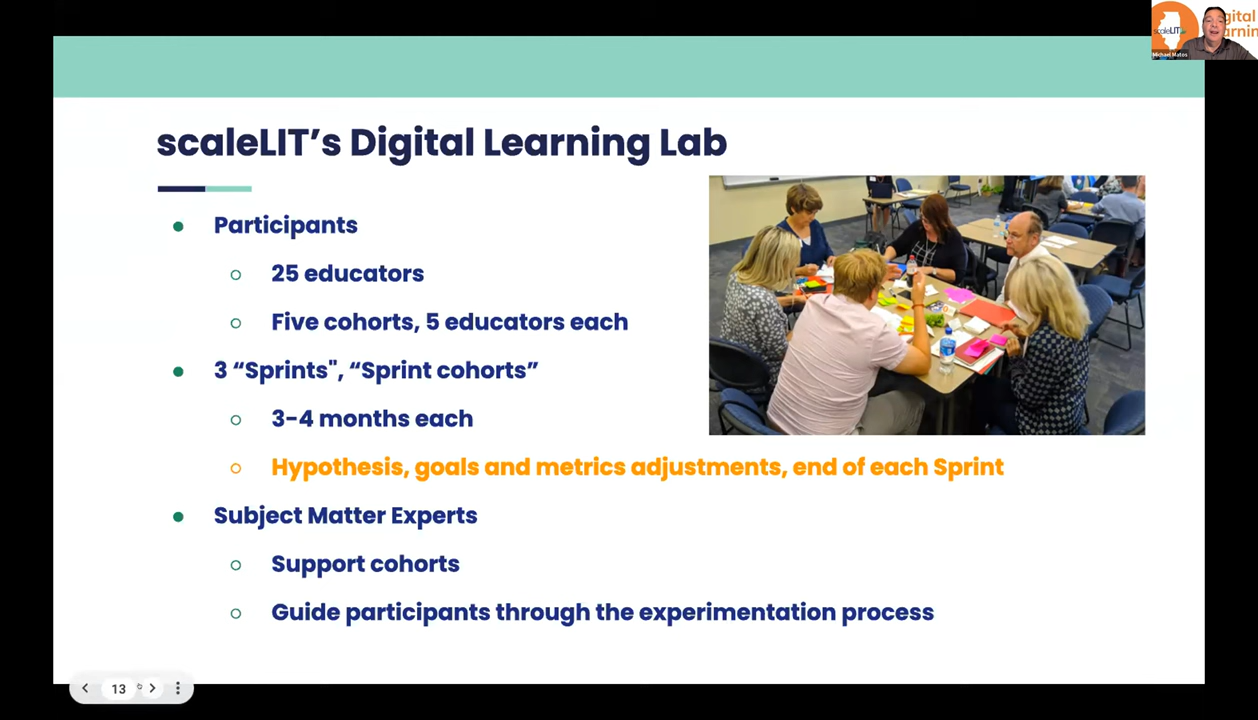 scaleLIT
Michael Matos
scaleLIT’s Digital Learning Lab
Participants
25 educators
Five cohorts, 5 educators each
3 “Sprints", “Sprint cohorts”
3-4 months each
Hypothesis, goals and metrics adjustments, end of each Sprint
Subject Matter Experts
Support cohorts
Guide participants through the experimentation process
13